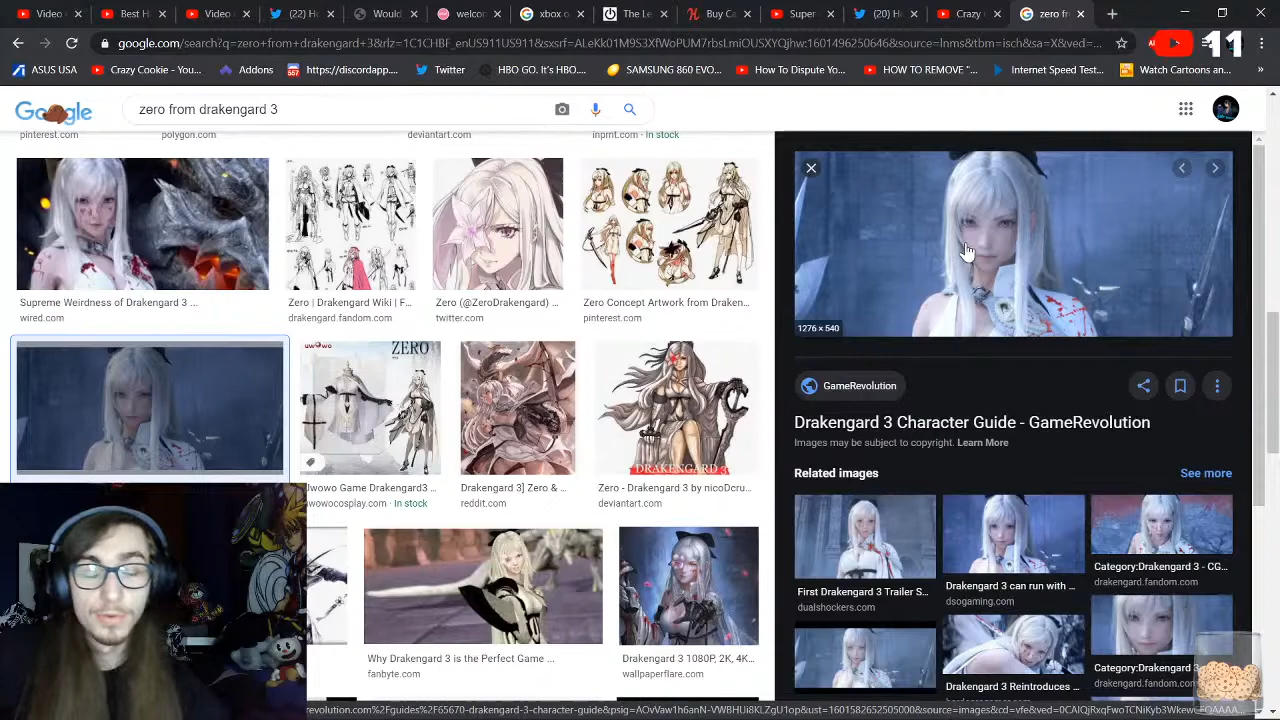 Video
Best H
Video
(22) H
Would
welcom
xbox o
The Le
Buy Ca
Super
(20) H
Crazy
zero fr
google.com/search?q=zero+from+drakengard+3&rlz=1C1CHBF_enUS911US911&sxsrf=ALeKk01M9S3XfWoPUM7rbsLmiOUSXYQjhw:1601496250646&source=lnms&tbm=isch&sa=X&ved=...
11
ASUS USA
Crazy Cookie - You...
Addons
https://discordapp...
Twitter
HBO GO. It's HBO....
SAMSUNG 860 EVO...
How To Dispute Yo...
HOW TO REMOVE "...
Internet Speed Test...
Watch Cartoons an...
zero from drakengard 3
pinterest.com
polygon.com
deviantart.com
inprnt.com · In stock
Supreme Weirdness of Drakengard 3 ...
wired.com
Zero | Drakengard Wiki | F...
drakengard.fandom.com
Zero (@ZeroDrakengard) ...
twitter.com
Zero Concept Artwork from Draken...
pinterest.com
1276 × 540
GameRevolution
Drakengard 3 Character Guide - GameRevolution
Images may be subject to copyright. Learn More
uwowo
ZERO
DRAKENGARD 3
Uwowo Game Drakengard3 ...
uwowocosplay.com · In stock
Drakengard 3] Zero & ...
reddit.com
Zero - Drakengard 3 by nicoDcru...
deviantart.com
Related images
See more
First Drakengard 3 Trailer S...
dualshockers.com
Drakengard 3 can run with ...
dsogaming.com
Category:Drakengard 3 - CG...
drakengard.fandom.com
Why Drakengard 3 is the Perfect Game ...
fanbyte.com
Drakengard 3 1080P, 2K, 4K...
wallpaperflare.com
Drakengard 3 Reintroduces ...
Category:Drakengard 3
drakengard.fandom